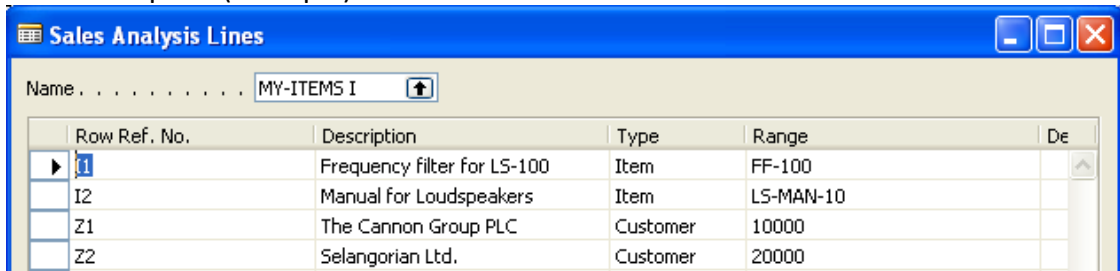 Sales Analysis Lines
Name . . . . . . . . . . MY-ITEMS I
Row Ref. No. Description Type Range De
I1 Frequency filter for LS-100 Item FF-100
I2 Manual for Loudspeakers Item LS-MAN-10
Z1 The Cannon Group PLC Customer 10000
Z2 Selangorian Ltd. Customer 20000